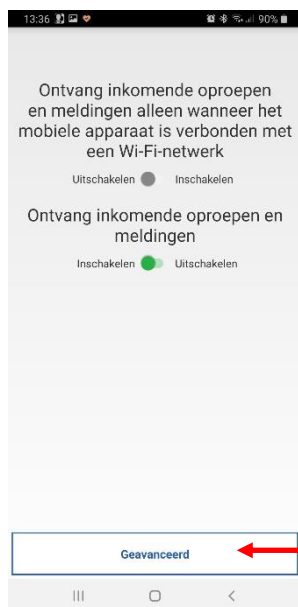 13:36 90%
Ontvang inkomende oproepen
en meldingen alleen wanneer het
mobiele apparaat is verbonden met
een Wi-Fi-netwerk
Uitschakelen Inschakelen
Ontvang inkomende oproepen en
meldingen
Inschakelen Uitschakelen
Geavanceerd